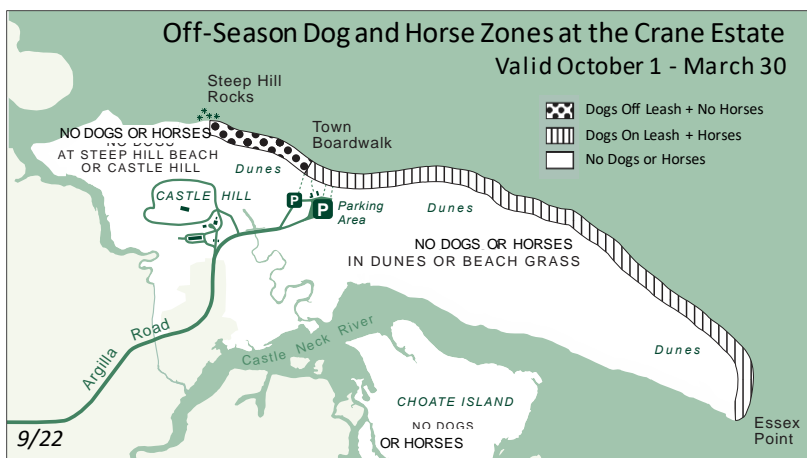 Off-Season Dog and Horse Zones at the Crane Estate
Valid October 1 - March 30
Steep Hill
Rocks
Dogs Off Leash + No Horses
Dogs On Leash + Horses
No Dogs or Horses
Town
Boardwalk
NO DOGS OR HORSES
NO DOGS
AT STEEP HILL BEACH
OR CASTLE HILL
Dunes
CASTLE HILL
P
P
Parking
Area
Dunes
NO DOGS OR HORSES
IN DUNES OR BEACH GRASS
Argilla Road
Castle Neck River
Dunes
CHOATE ISLAND
NO DOGS
OR HORSES
Essex
Point
9/22